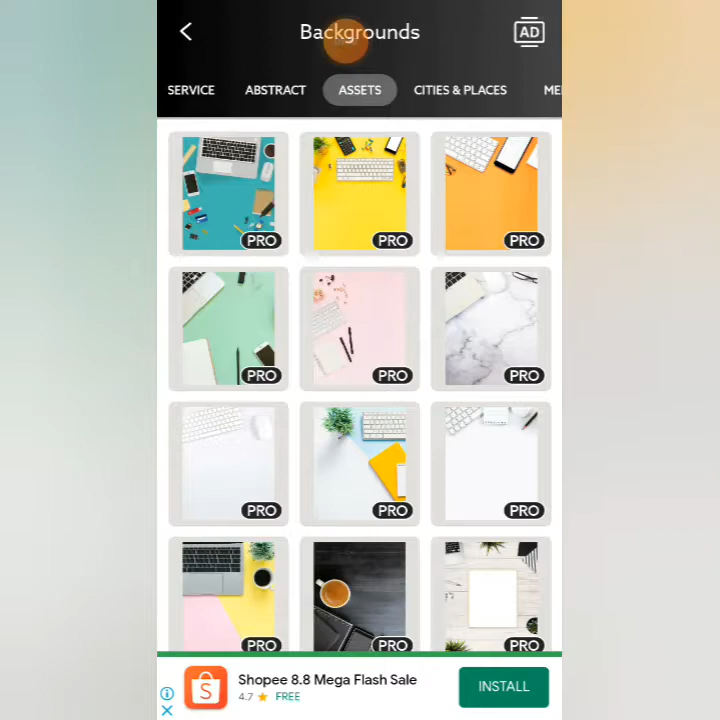 Backgrounds
AD
SERVICE ABSTRACT ASSETS CITIES & PLACES ME
PRO PRO PRO
PRO PRO PRO
PRO PRO PRO
PRO PRO PRO
S
Shopee 8.8 Mega Flash Sale
4.7 ★ FREE
INSTALL